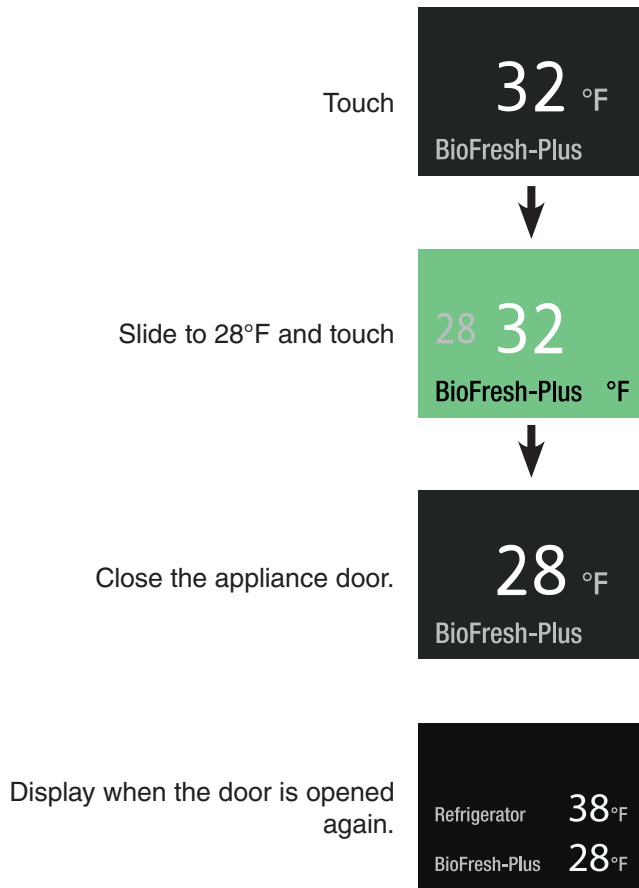 Touch
32 °F
BioFresh-Plus
Slide to 28°F and touch
28 32
BioFresh-Plus °F
Close the appliance door.
28 °F
BioFresh-Plus
Display when the door is opened
again.
Refrigerator 38°F
BioFresh-Plus 28°F